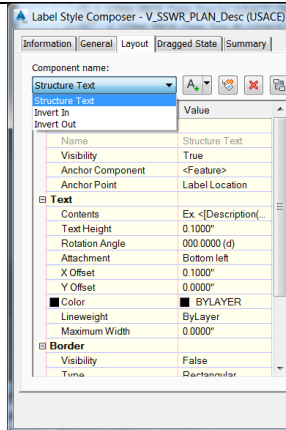 Label Style Composer - V_SSWR_PLAN_Desc (USACE)
Information General Layout Dragged State Summary
Component name:
Structure Text
Structure Text
Invert In
Invert Out
Value
Name Structure Text
Visibility True
Anchor Component <Feature>
Anchor Point Label Location
Text
Contents Ex. <[Description(...
Text Height 0.1000"
Rotation Angle 000.0000 (d)
Attachment Bottom left
X Offset 0.1000"
Y Offset 0.0000"
Color BYLAYER
Lineweight ByLayer
Maximum Width 0.0000"
Border
Visibility False
Type Rectangular